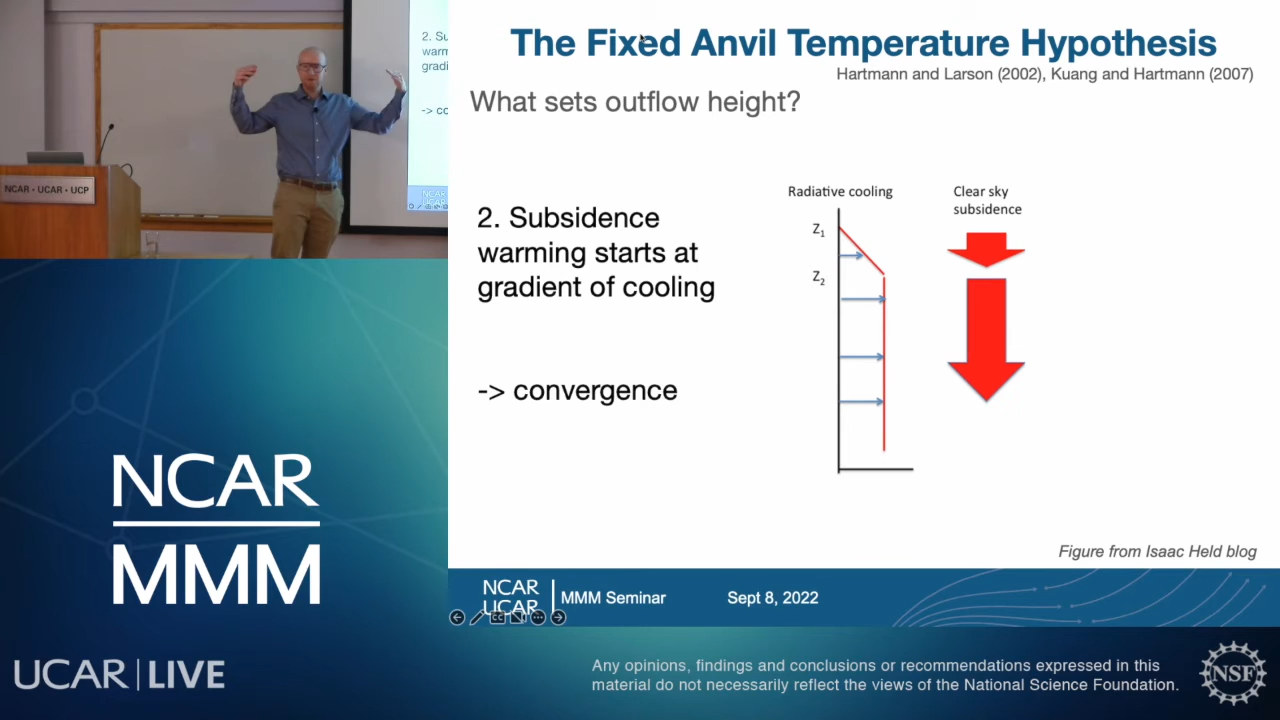 NCAR • UCAR • UCP
2. Su
warm
gradi
-> co
The Fixed Anvil Temperature Hypothesis
Hartmann and Larson (2002), Kuang and Hartmann (2007)
What sets outflow height?
2. Subsidence
warming starts at
gradient of cooling
-> convergence
Radiative cooling
Z1
Z2
Clear sky
subsidence
Figure from Isaac Held blog
NCAR
UCAR
MMM Seminar
Sept 8, 2022
NCAR
MMM
UCAR | LIVE
Any opinions, findings and conclusions or recommendations expressed in this
material do not necessarily reflect the views of the National Science Foundation.
NSF